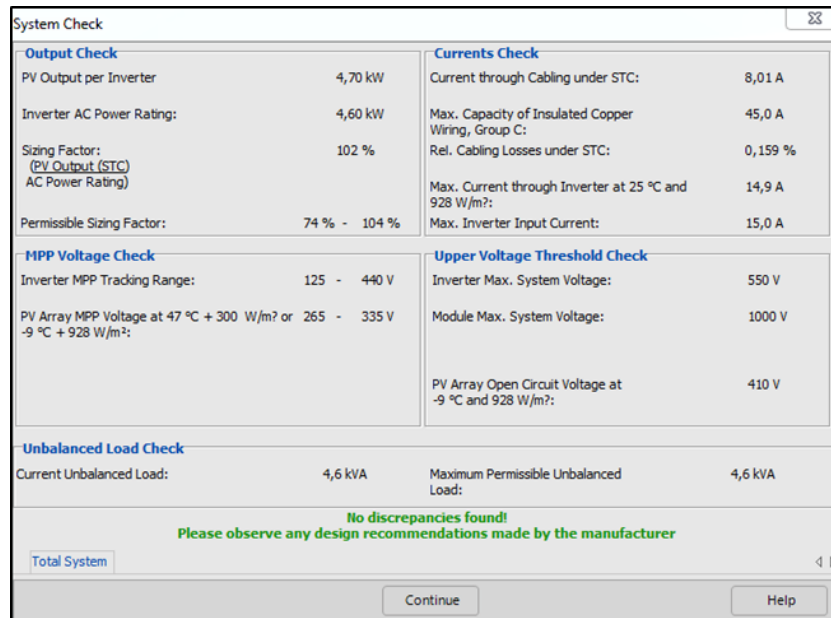 System Check
Output Check
PV Output per Inverter 4,70 kW
Inverter AC Power Rating: 4,60 kW
Sizing Factor: 102 %
(PV Output (STC)
AC Power Rating)
Permissible Sizing Factor: 74 % - 104 %
Currents Check
Current through Cabling under STC: 8,01 A
Max. Capacity of Insulated Copper 45,0 A
Wiring, Group C:
Rel. Cabling Losses under STC: 0,159 %
Max. Current through Inverter at 25 ºC and 14,9 A
928 W/m?:
Max. Inverter Input Current: 15,0 A
MPP Voltage Check
Inverter MPP Tracking Range: 125 - 440 V
PV Array MPP Voltage at 47 ºC + 300 W/m? or 265 - 335 V
-9 ºC + 928 W/m²:
Upper Voltage Threshold Check
Inverter Max. System Voltage: 550 V
Module Max. System Voltage: 1000 V
PV Array Open Circuit Voltage at 410 V
-9 ºC and 928 W/m?:
Unbalanced Load Check
Current Unbalanced Load: 4,6 kVA Maximum Permissible Unbalanced 4,6 kVA
Load:
No discrepancies found!
Please observe any design recommendations made by the manufacturer
Total System
Continue Help